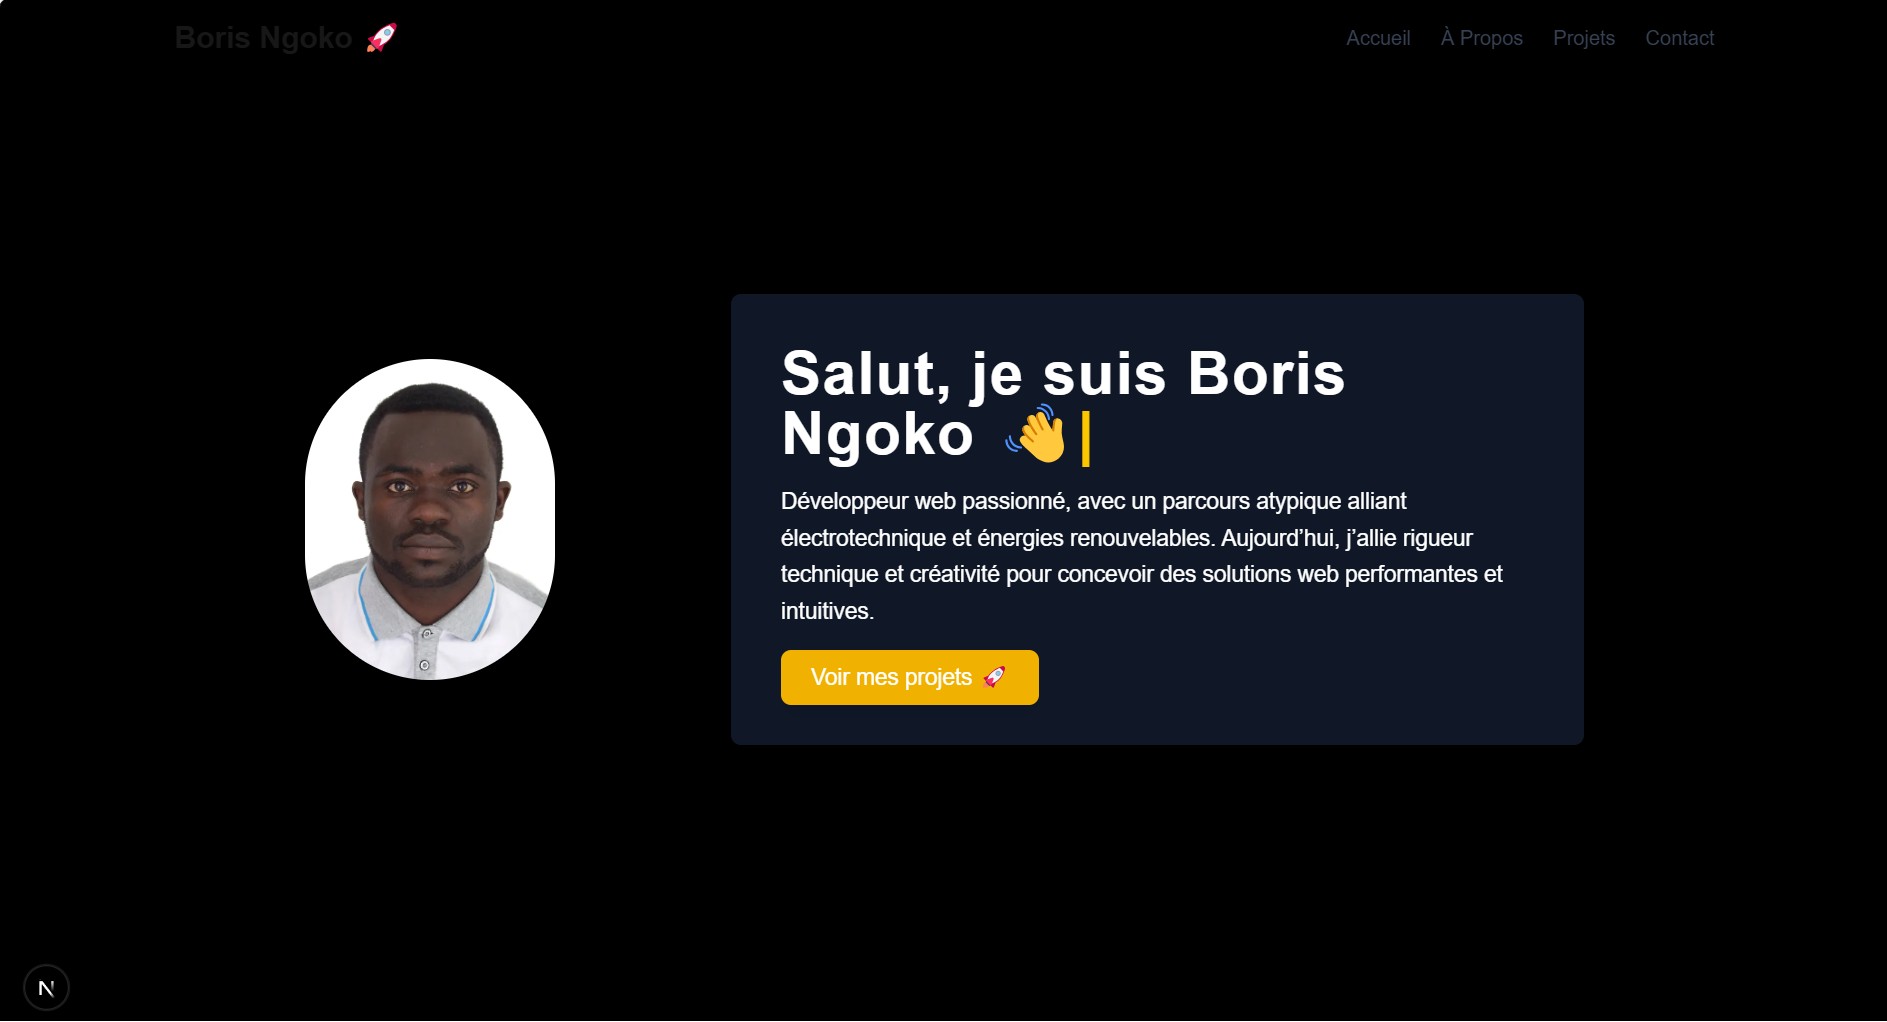 Boris Ngoko 🚀
Accueil À Propos Projets Contact
Salut, je suis Boris
Ngoko 👋|
Développeur web passionné, avec un parcours atypique alliant
électrotechnique et énergies renouvelables. Aujourd’hui, j’allie rigueur
technique et créativité pour concevoir des solutions web performantes et
intuitives.
Voir mes projets 🚀
N